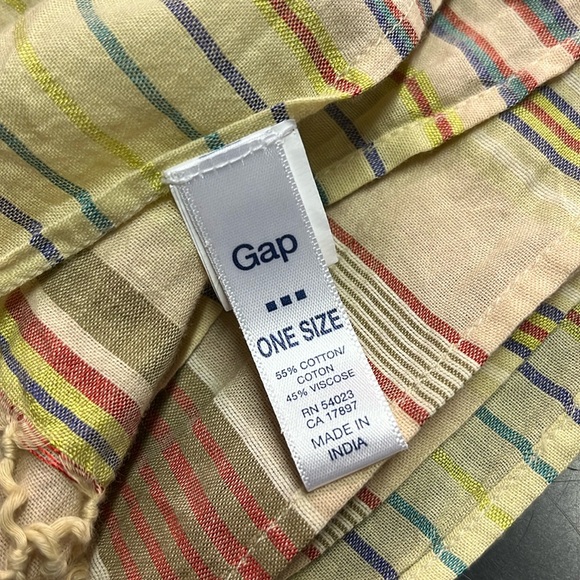 Gap
ONE SIZE
55% COTTON/
COTON
45% VISCOSE
RN 54023
CA 17897
MADE IN
INDIA